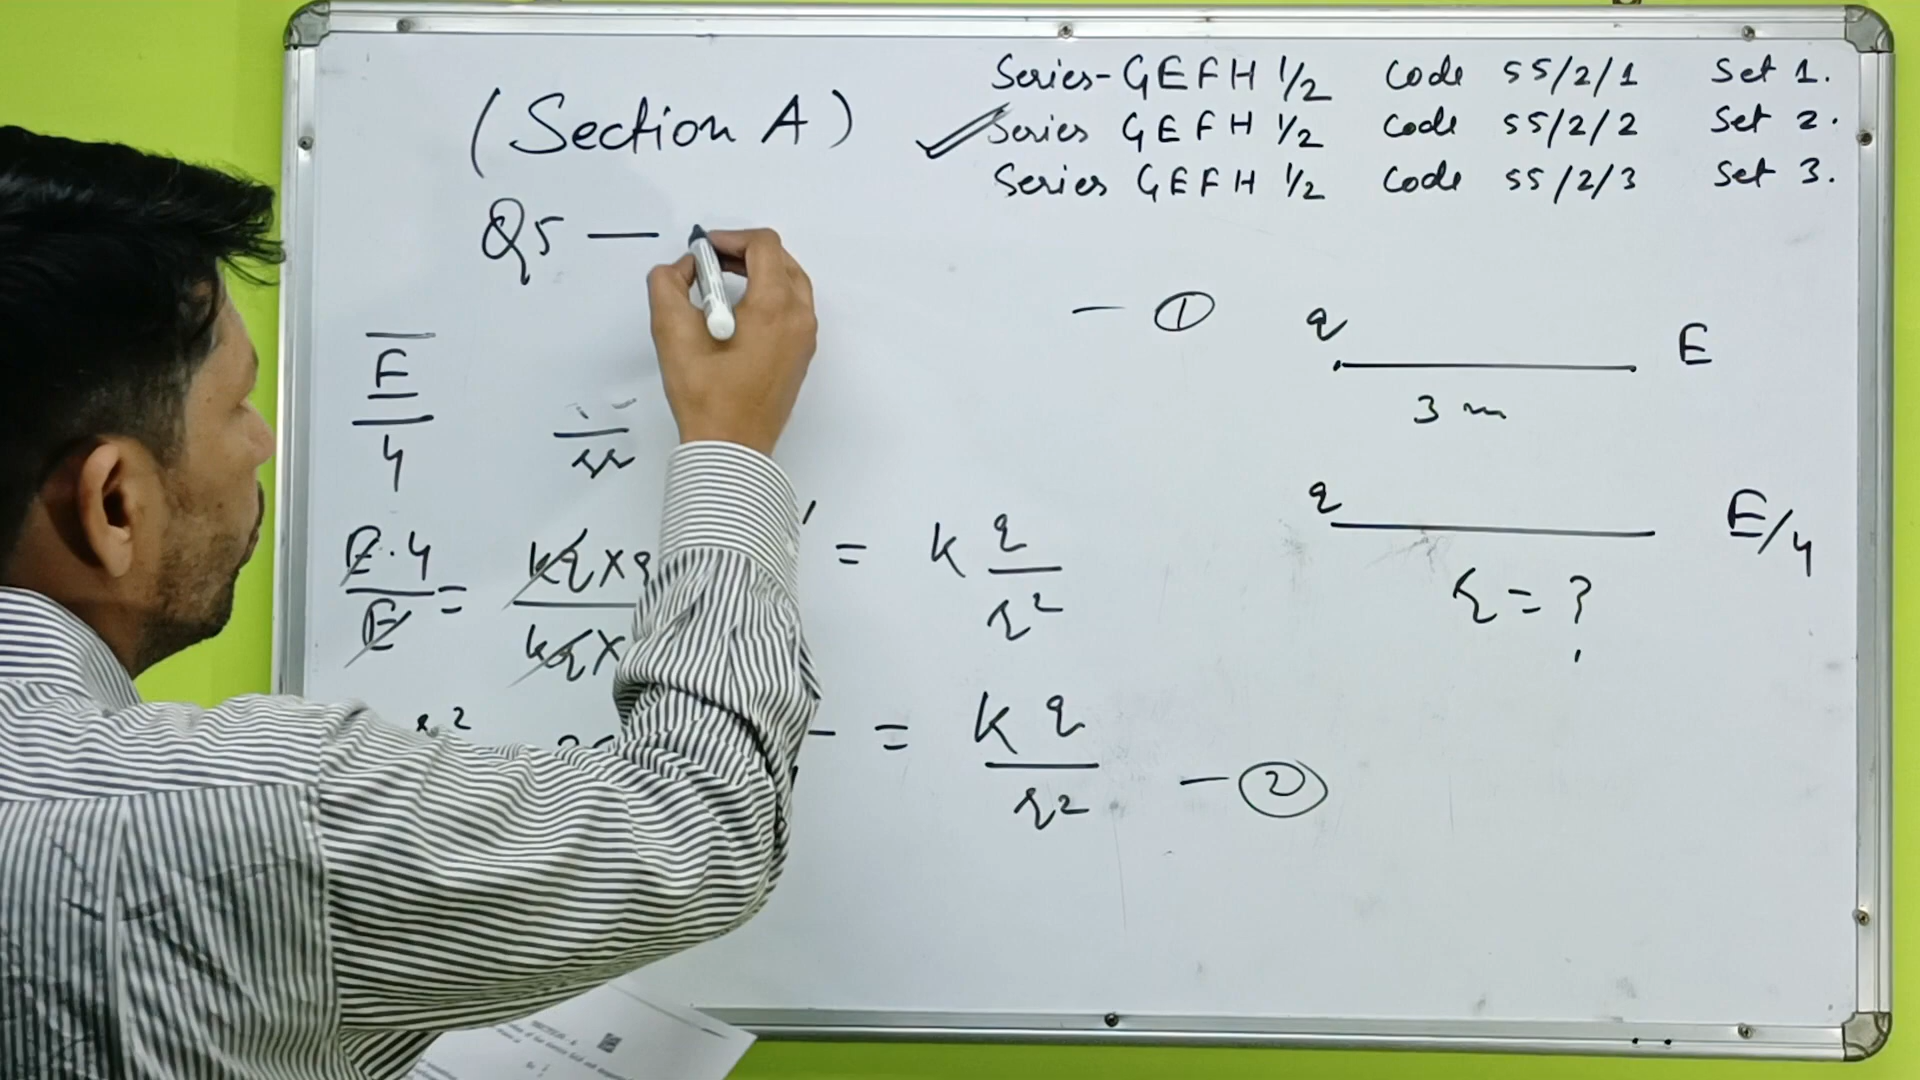 (Section A)
Series-GEFH 1/2 Code 55/2/1 Set 1.
Series GEFH 1/2 Code 55/2/2 Set 2.
Series GEFH 1/2 Code 55/2/3 Set 3.
Q5 —
— ①
q E
3 m
E
4
q E/4
r = ?
E.4 = kq x 9
E kq x
= k q
r2
r2
= k q
r2 — ②